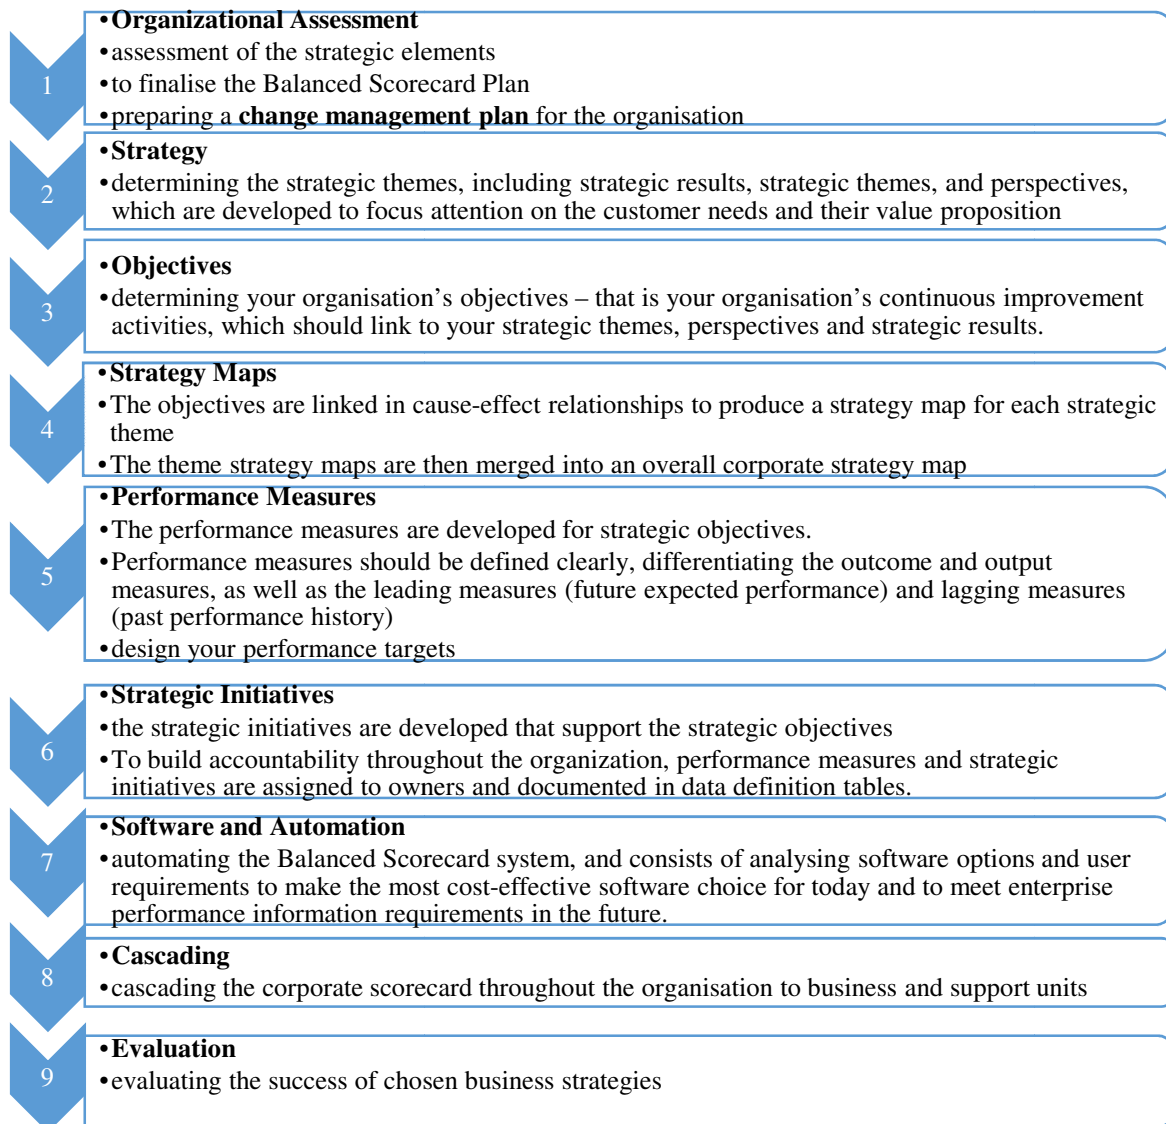 1
•Organizational Assessment
•assessment of the strategic elements
•to finalise the Balanced Scorecard Plan
•preparing a change management plan for the organisation
2
•Strategy
•determining the strategic themes, including strategic results, strategic themes, and perspectives,
which are developed to focus attention on the customer needs and their value proposition
3
•Objectives
•determining your organisation’s objectives – that is your organisation’s continuous improvement
activities, which should link to your strategic themes, perspectives and strategic results.
4
•Strategy Maps
•The objectives are linked in cause-effect relationships to produce a strategy map for each strategic
theme
•The theme strategy maps are then merged into an overall corporate strategy map
5
•Performance Measures
•The performance measures are developed for strategic objectives.
•Performance measures should be defined clearly, differentiating the outcome and output
measures, as well as the leading measures (future expected performance) and lagging measures
(past performance history)
•design your performance targets
6
•Strategic Initiatives
•the strategic initiatives are developed that support the strategic objectives
•To build accountability throughout the organization, performance measures and strategic
initiatives are assigned to owners and documented in data definition tables.
7
•Software and Automation
•automating the Balanced Scorecard system, and consists of analysing software options and user
requirements to make the most cost-effective software choice for today and to meet enterprise
performance information requirements in the future.
8
•Cascading
•cascading the corporate scorecard throughout the organisation to business and support units
9
•Evaluation
•evaluating the success of chosen business strategies